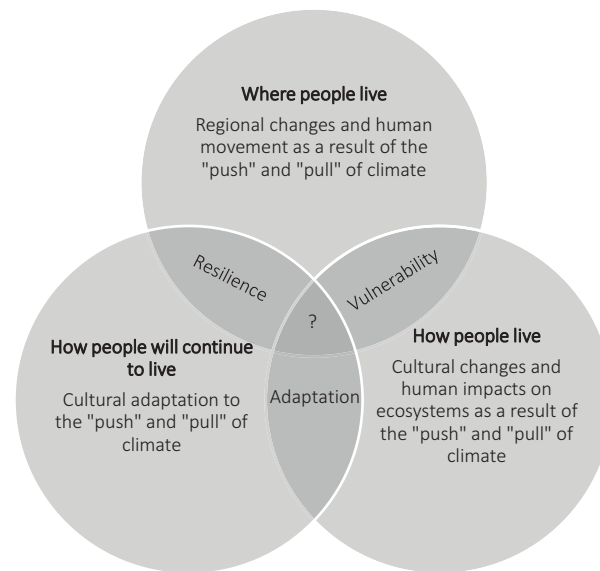 Where people live
Regional changes and human
movement as a result of the
"push" and "pull" of climate
Resilience
Vulnerability
?
How people will continue
to live
Cultural adaptation to
the "push" and "pull" of
climate
Adaptation
How people live
Cultural changes and
human impacts on
ecosystems as a result of
the "push" and "pull" of
climate